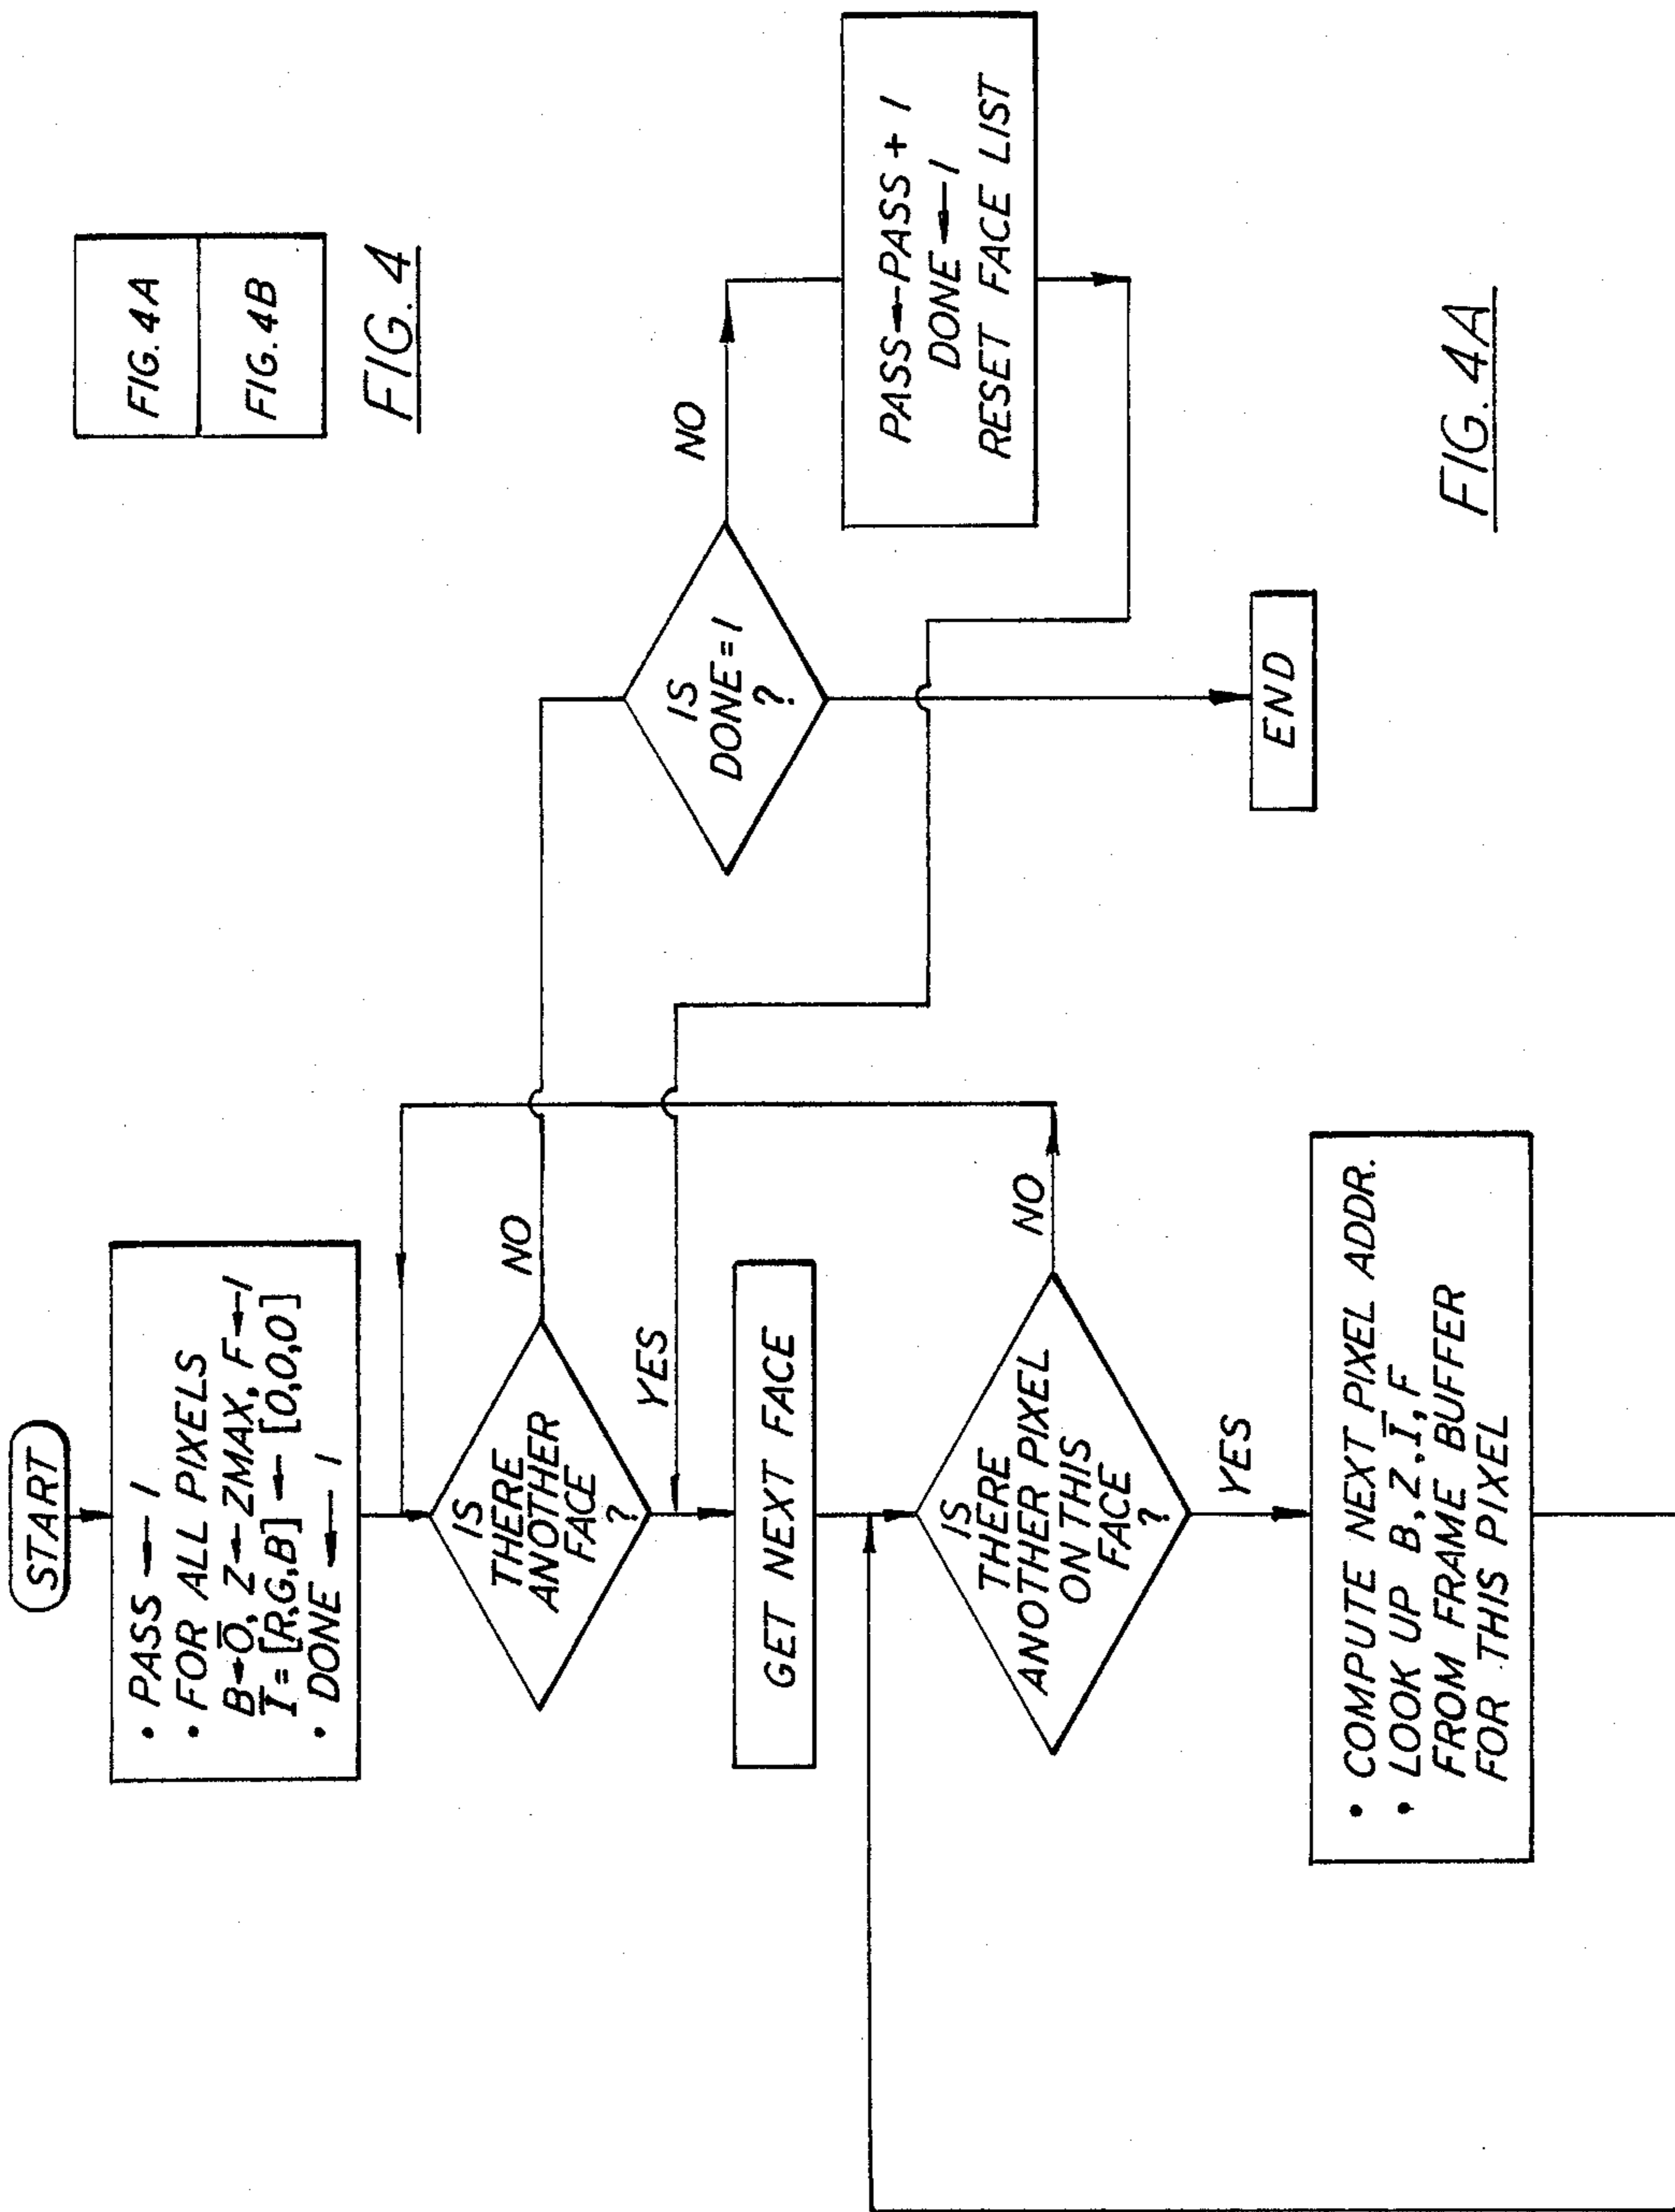 START
• PASS ← 1
• FOR ALL PIXELS
B←O̅, Z←ZMAX, F←1
I̅=[R,G,B] ← [0,0,0]
• DONE ← 1
IS
THERE
ANOTHER
FACE
?
NO
YES
GET NEXT FACE
IS
THERE
ANOTHER PIXEL
ON THIS
FACE
?
NO
YES
• COMPUTE NEXT PIXEL ADDR.
• LOOK UP B, Z, I̅, F
FROM FRAME BUFFER
FOR THIS PIXEL
IS
DONE=1
?
NO
PASS←PASS + 1
DONE←1
RESET FACE LIST
END
FIG. 4A
FIG. 4B
FIG. 4
FIG. 4A